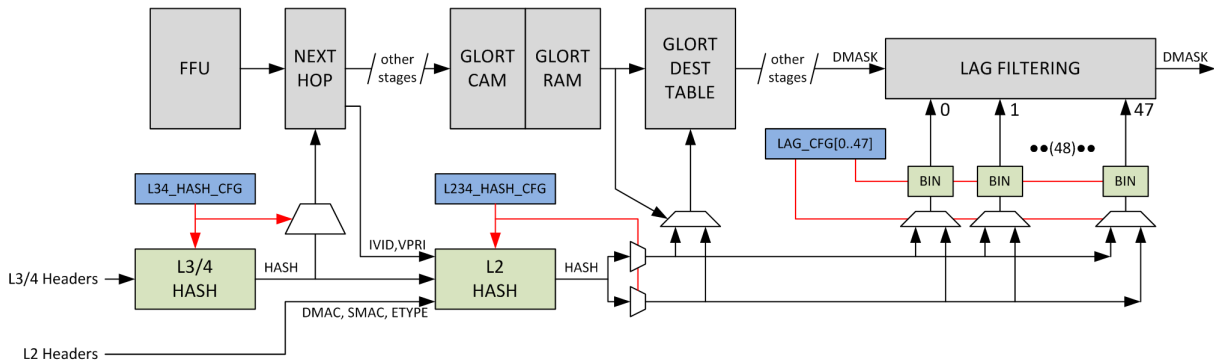 FFU
NEXT
HOP
other
stages
GLORT
CAM
GLORT
RAM
GLORT
DEST
TABLE
other
stages
DMASK
LAG FILTERING
DMASK
0
1
47
LAG_CFG[0..47]
●●(48)●●
BIN
BIN
BIN
L34_HASH_CFG
L234_HASH_CFG
IVID,VPRI
L3/4 Headers
L3/4
HASH
HASH
L2
HASH
HASH
DMAC, SMAC, ETYPE
L2 Headers